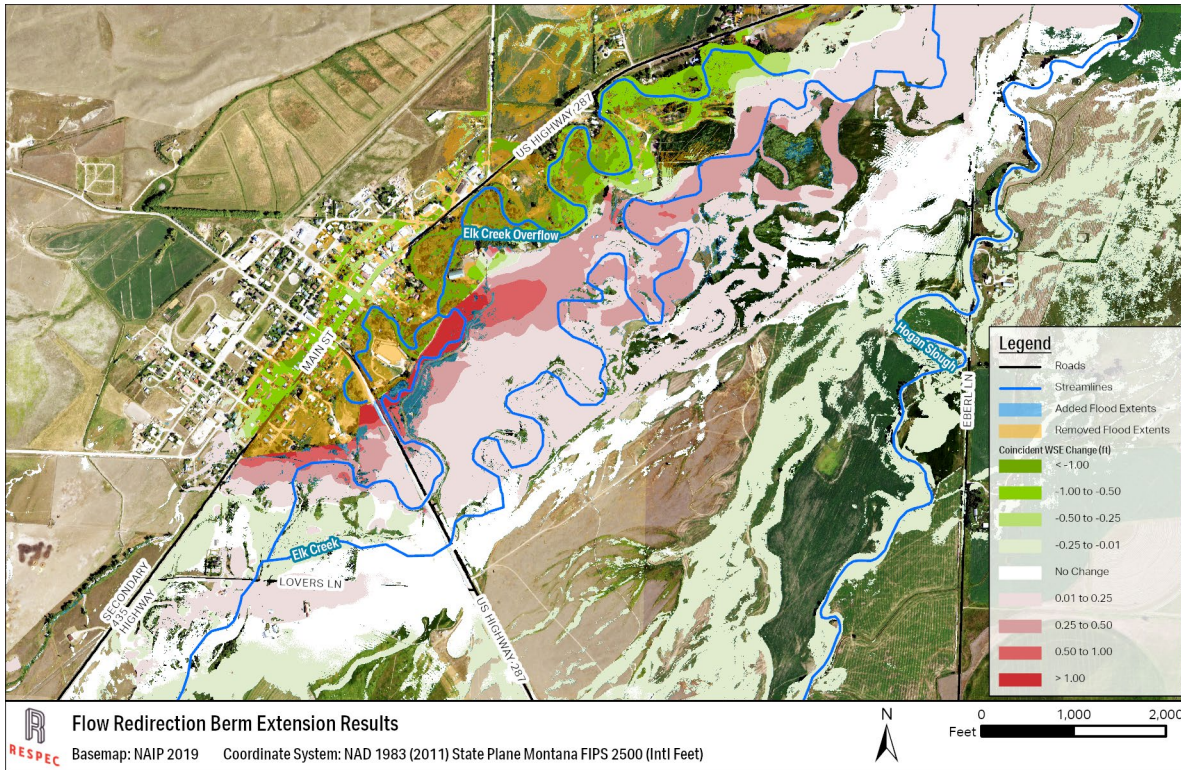 US HIGHWAY 287
Elk Creek Overflow
MAIN ST
Hogan Slough
EBERL LN
Elk Creek
LOVERS LN
SECONDARY
HIGHWAY
435
US HIGHWAY 287
Legend
Roads
Streamlines
Added Flood Extents
Removed Flood Extents
Coincident WSE Change (ft)
< -1.00
-1.00 to -0.50
-0.50 to -0.25
-0.25 to -0.01
No Change
0.01 to 0.25
0.25 to 0.50
0.50 to 1.00
> 1.00
RESPEC
Flow Redirection Berm Extension Results
Basemap: NAIP 2019 Coordinate System: NAD 1983 (2011) State Plane Montana FIPS 2500 (Intl Feet)
N
0 1,000 2,000
Feet